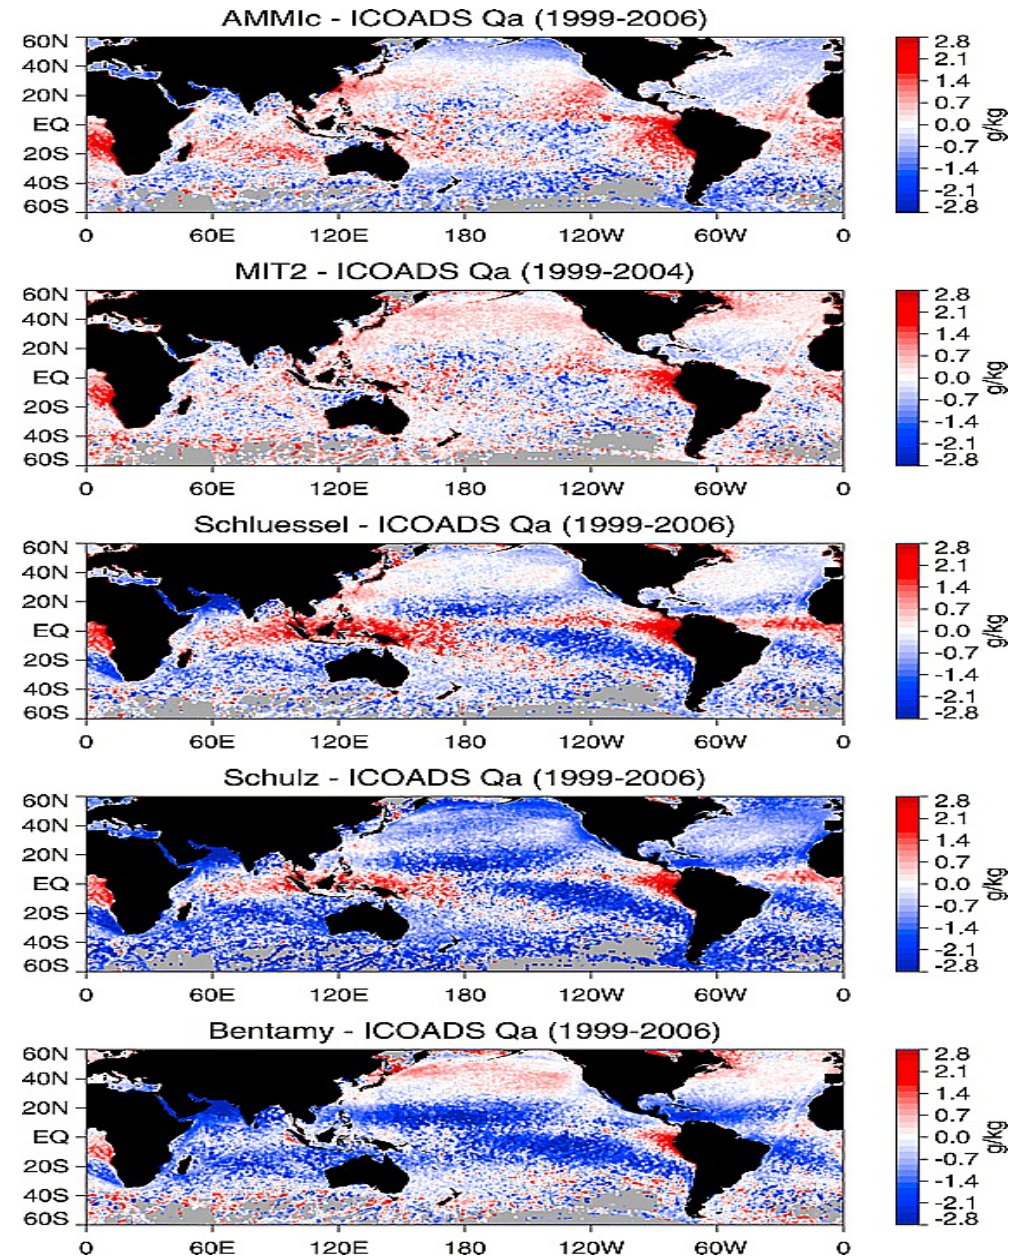 AMMIc - ICOADS Qa (1999-2006)
60N
40N
20N
EQ
20S
40S
60S
0 60E 120E 180 120W 60W 0
2.8
2.1
1.4
0.7
0.0
-0.7
-1.4
-2.1
-2.8
g/kg
MIT2 - ICOADS Qa (1999-2004)
60N
40N
20N
EQ
20S
40S
60S
0 60E 120E 180 120W 60W 0
2.8
2.1
1.4
0.7
0.0
-0.7
-1.4
-2.1
-2.8
g/kg
Schluessel - ICOADS Qa (1999-2006)
60N
40N
20N
EQ
20S
40S
60S
0 60E 120E 180 120W 60W 0
2.8
2.1
1.4
0.7
0.0
-0.7
-1.4
-2.1
-2.8
g/kg
Schulz - ICOADS Qa (1999-2006)
60N
40N
20N
EQ
20S
40S
60S
0 60E 120E 180 120W 60W 0
2.8
2.1
1.4
0.7
0.0
-0.7
-1.4
-2.1
-2.8
g/kg
Bentamy - ICOADS Qa (1999-2006)
60N
40N
20N
EQ
20S
40S
60S
0 60E 120E 180 120W 60W 0
2.8
2.1
1.4
0.7
0.0
-0.7
-1.4
-2.1
-2.8
g/kg